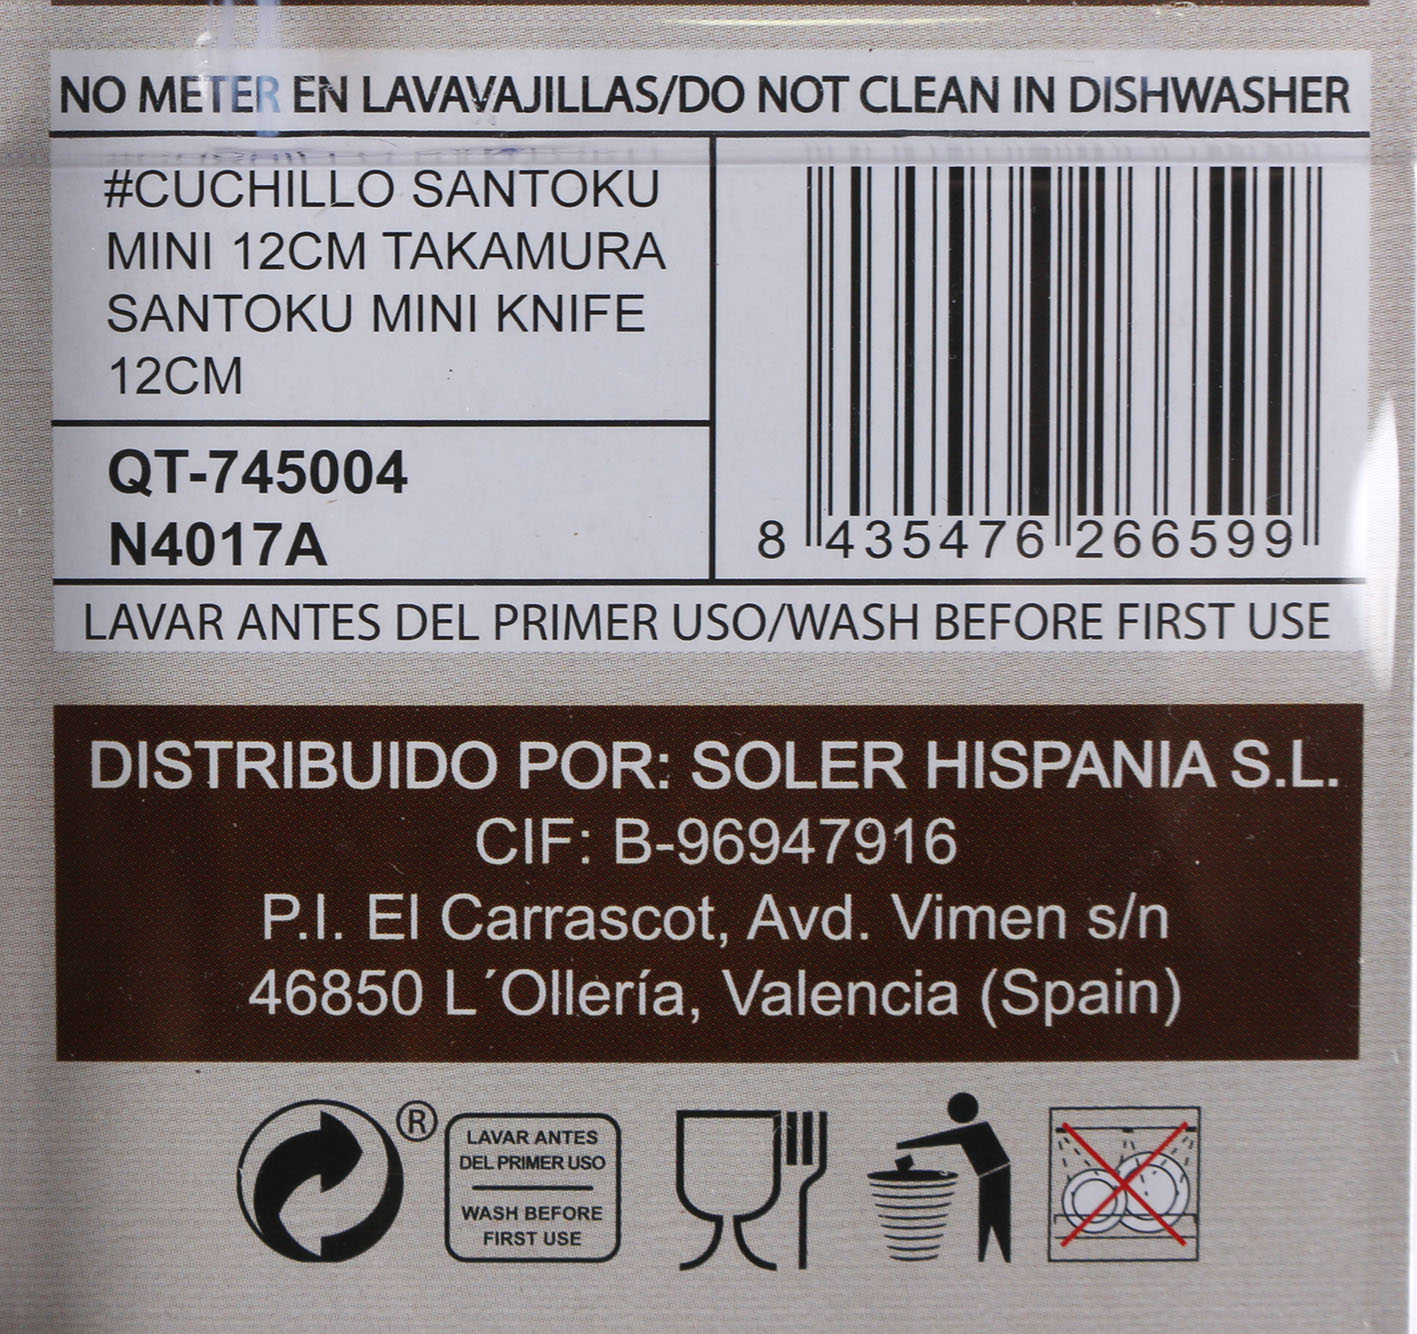 NO METER EN LAVAVAJILLAS/DO NOT CLEAN IN DISHWASHER
#CUCHILLO SANTOKU
MINI 12CM TAKAMURA
SANTOKU MINI KNIFE
12CM
QT-745004
N4017A
8 435476 266599
LAVAR ANTES DEL PRIMER USO/WASH BEFORE FIRST USE
DISTRIBUIDO POR: SOLER HISPANIA S.L.
CIF: B-96947916
P.I. El Carrascot, Avd. Vimen s/n
46850 L´Ollería, Valencia (Spain)
®
LAVAR ANTES
DEL PRIMER USO
WASH BEFORE
FIRST USE